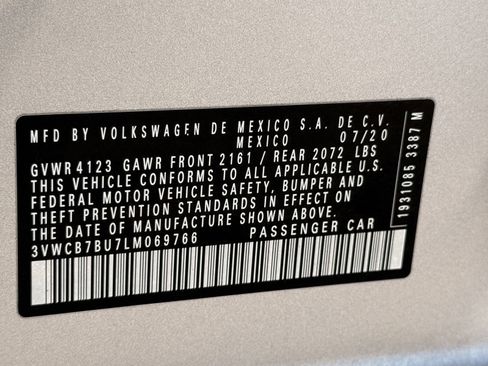 MFD BY VOLKSWAGEN DE MEXICO S.A. DE C.V.
MEXICO 07/20
GVWR 4123 GAWR FRONT 2161 / REAR 2072 LBS
THIS VEHICLE CONFORMS TO ALL APPLICABLE U.S.
FEDERAL MOTOR VEHICLE SAFETY, BUMPER AND
THEFT PREVENTION STANDARDS IN EFFECT ON
THE DATE OF MANUFACTURE SHOWN ABOVE.
3VWCB7BU7LM069766 PASSENGER CAR
1931085 3387 M